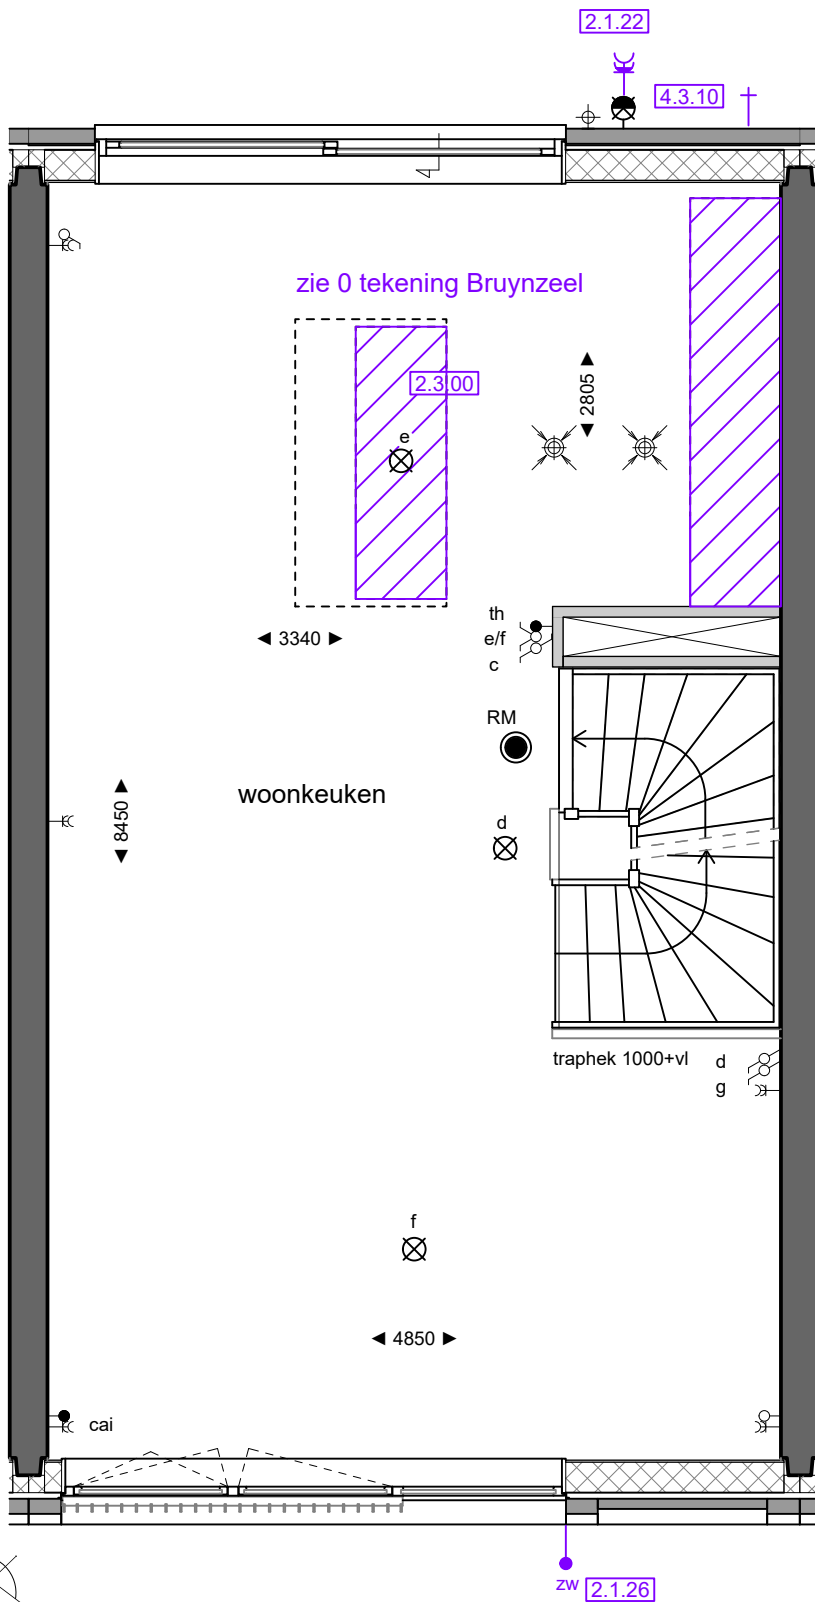 2.1.22
4.3.10
zie 0 tekening Bruynzeel
2.3.00
2805
e
th
3340
e/f
c
RM
woonkeuken
8450
d
traphek 1000+vl
d
g
f
4850
cai
zw 2.1.26